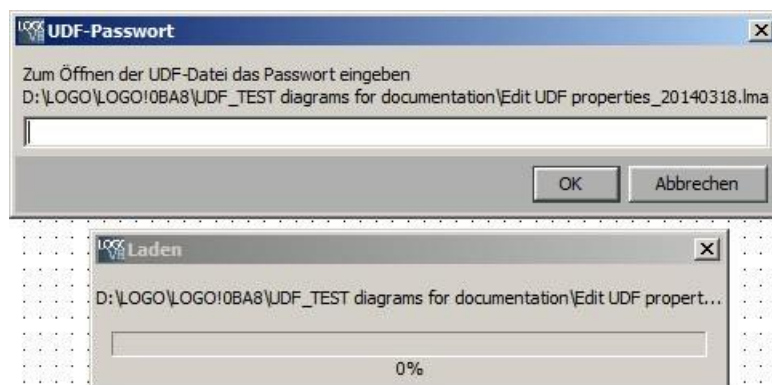 UDF-Passwort
Zum Öffnen der UDF-Datei das Passwort eingeben
D:\LOGO\LOGO!0BA8\UDF_TEST diagrams for documentation\Edit UDF properties_20140318.lma
OK
Abbrechen
Laden
D:\LOGO\LOGO!0BA8\UDF_TEST diagrams for documentation\Edit UDF propert...
0%